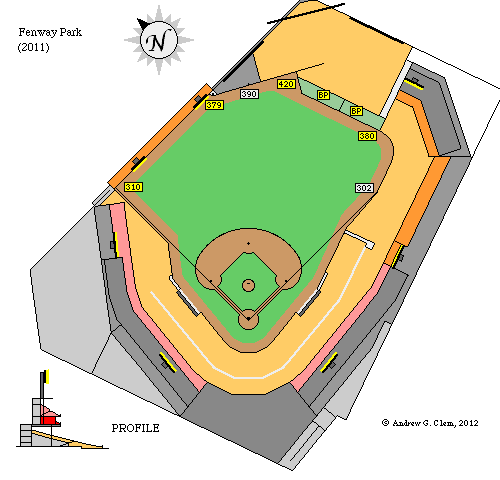 Fenway Park
(2011)
N
420
390
379
BP
BP
380
310
302
PROFILE
© Andrew G. Clem, 2012